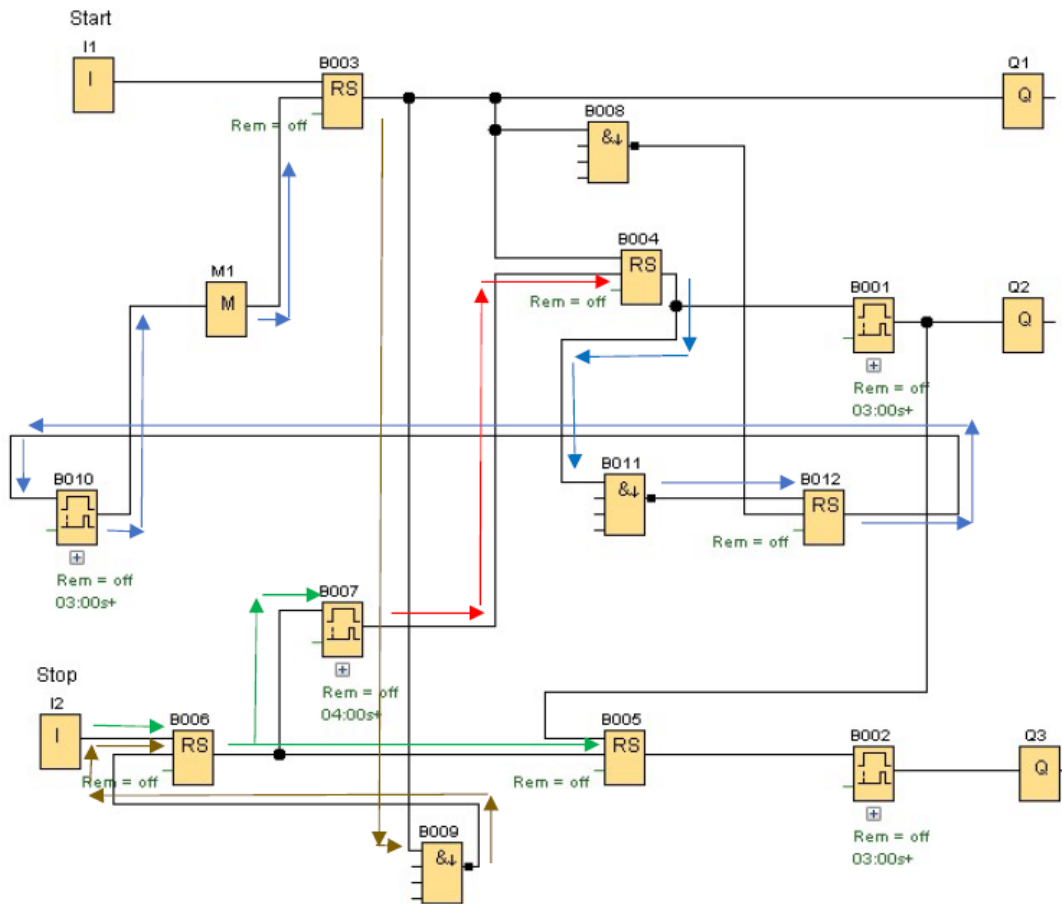 Start
I1
I
B003
RS
Rem = off
Q1
Q
B008
&↓
B004
RS
Rem = off
M1
M
B001
Rem = off
03:00s+
Q2
Q
B010
Rem = off
03:00s+
B011
&↓
B012
RS
Rem = off
B007
Rem = off
04:00s+
Stop
I2
I
B006
RS
Rem = off
B005
RS
Rem = off
B002
Rem = off
03:00s+
Q3
Q
B009
&↓